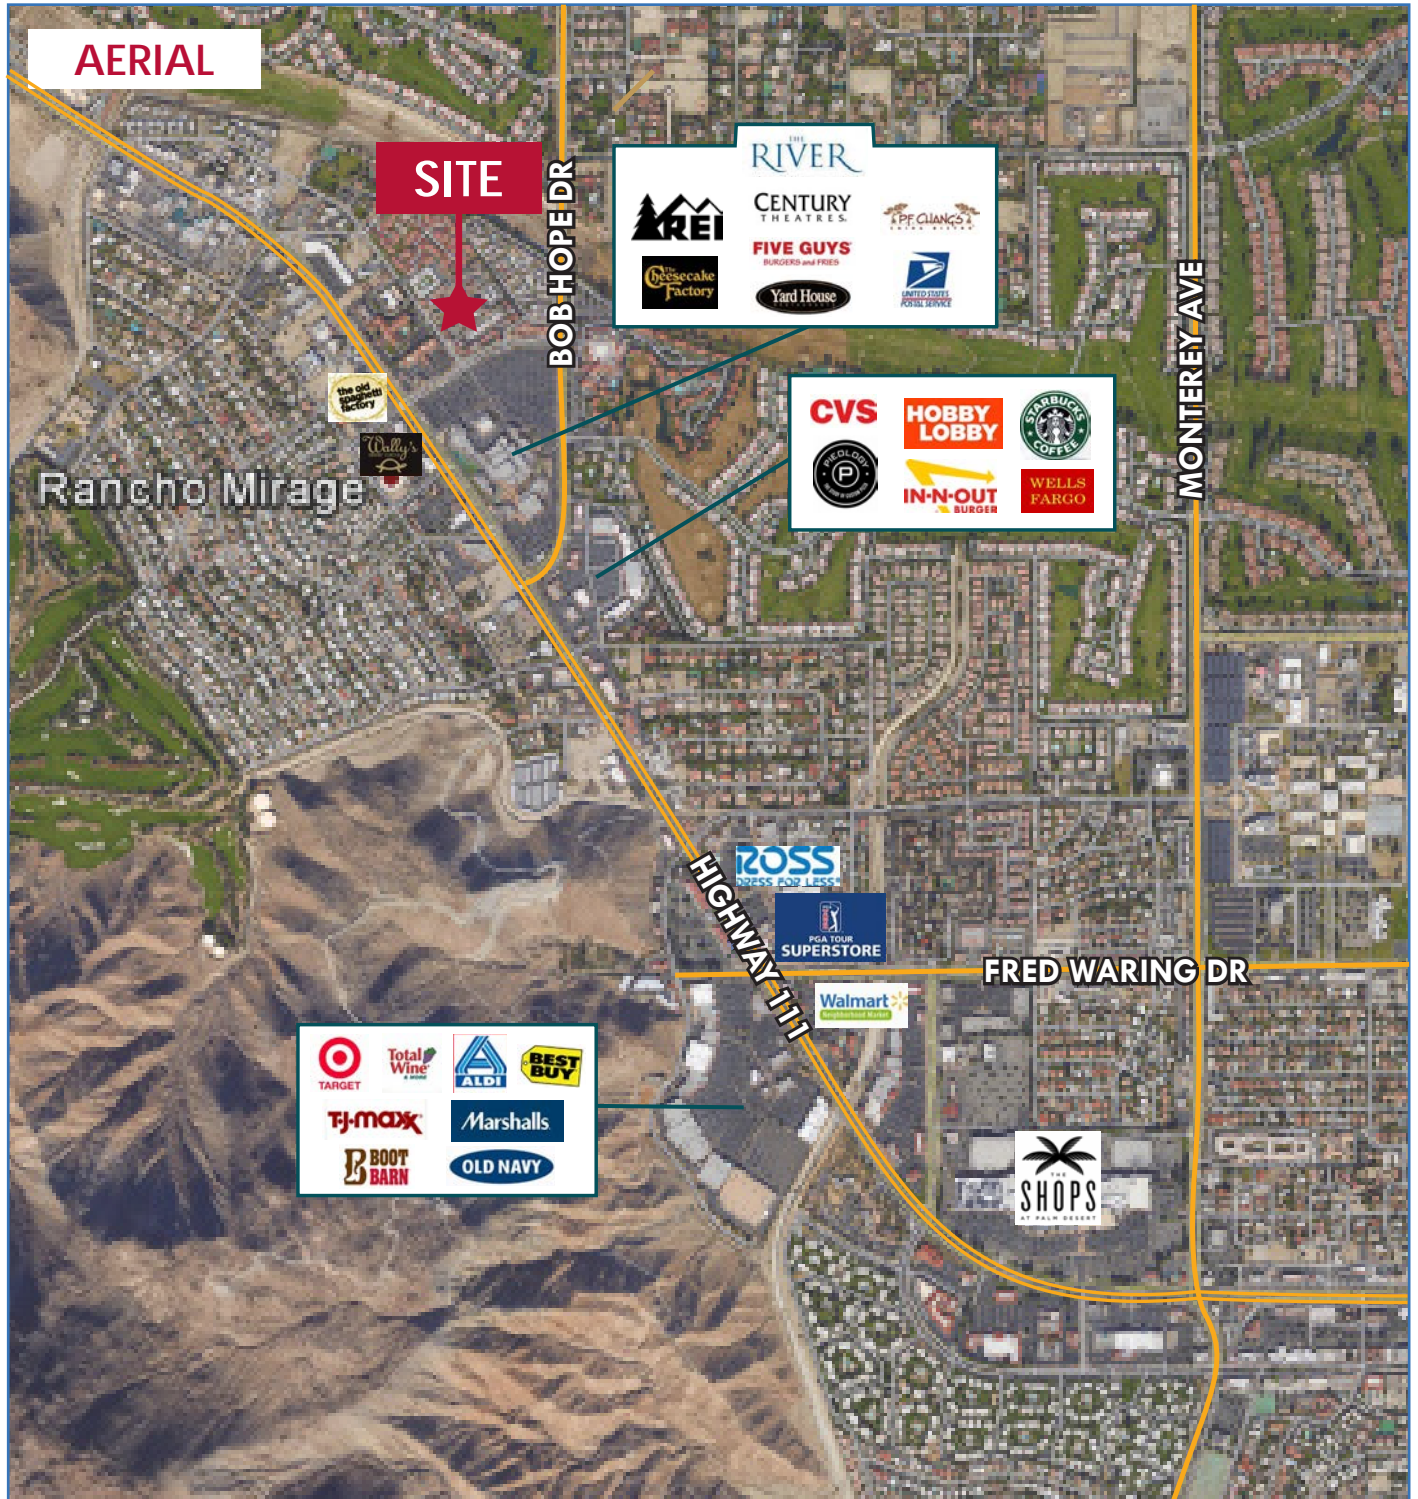 AERIAL
SITE
BOB HOPE DR
THE
RIVER
REI
CENTURY
THEATRES.
P.F. CHANG'S
CHINA BISTRO
The
Cheesecake
Factory
FIVE GUYS
BURGERS and FRIES
Yard House
UNITED STATES
POSTAL SERVICE
MONTEREY AVE
CVS
HOBBY
LOBBY
STARBUCKS
COFFEE
PIEOLOGY
P
IN-N-OUT
BURGER
WELLS
FARGO
the old
spaghetti
factory
Wally's
Rancho Mirage
ROSS
DRESS FOR LESS
PGA TOUR
SUPERSTORE
HIGHWAY 111
FRED WARING DR
Walmart
Neighborhood Market
TARGET
Total
Wine
& MORE
ALDI
BEST
BUY
T·J·maxx
Marshalls
BOOT
BARN
OLD NAVY
THE
SHOPS
AT PALM DESERT